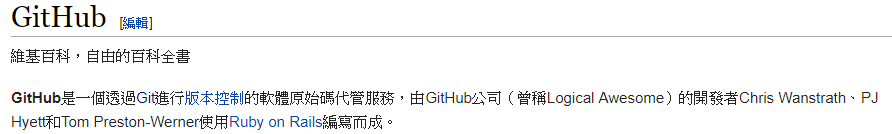 GitHub [編輯]
維基百科，自由的百科全書
GitHub是一個透過Git進行版本控制的軟體原始碼代管服務，由GitHub公司（曾稱Logical Awesome）的開發者Chris Wanstrath、PJ
Hyett和Tom Preston-Werner使用Ruby on Rails編寫而成。